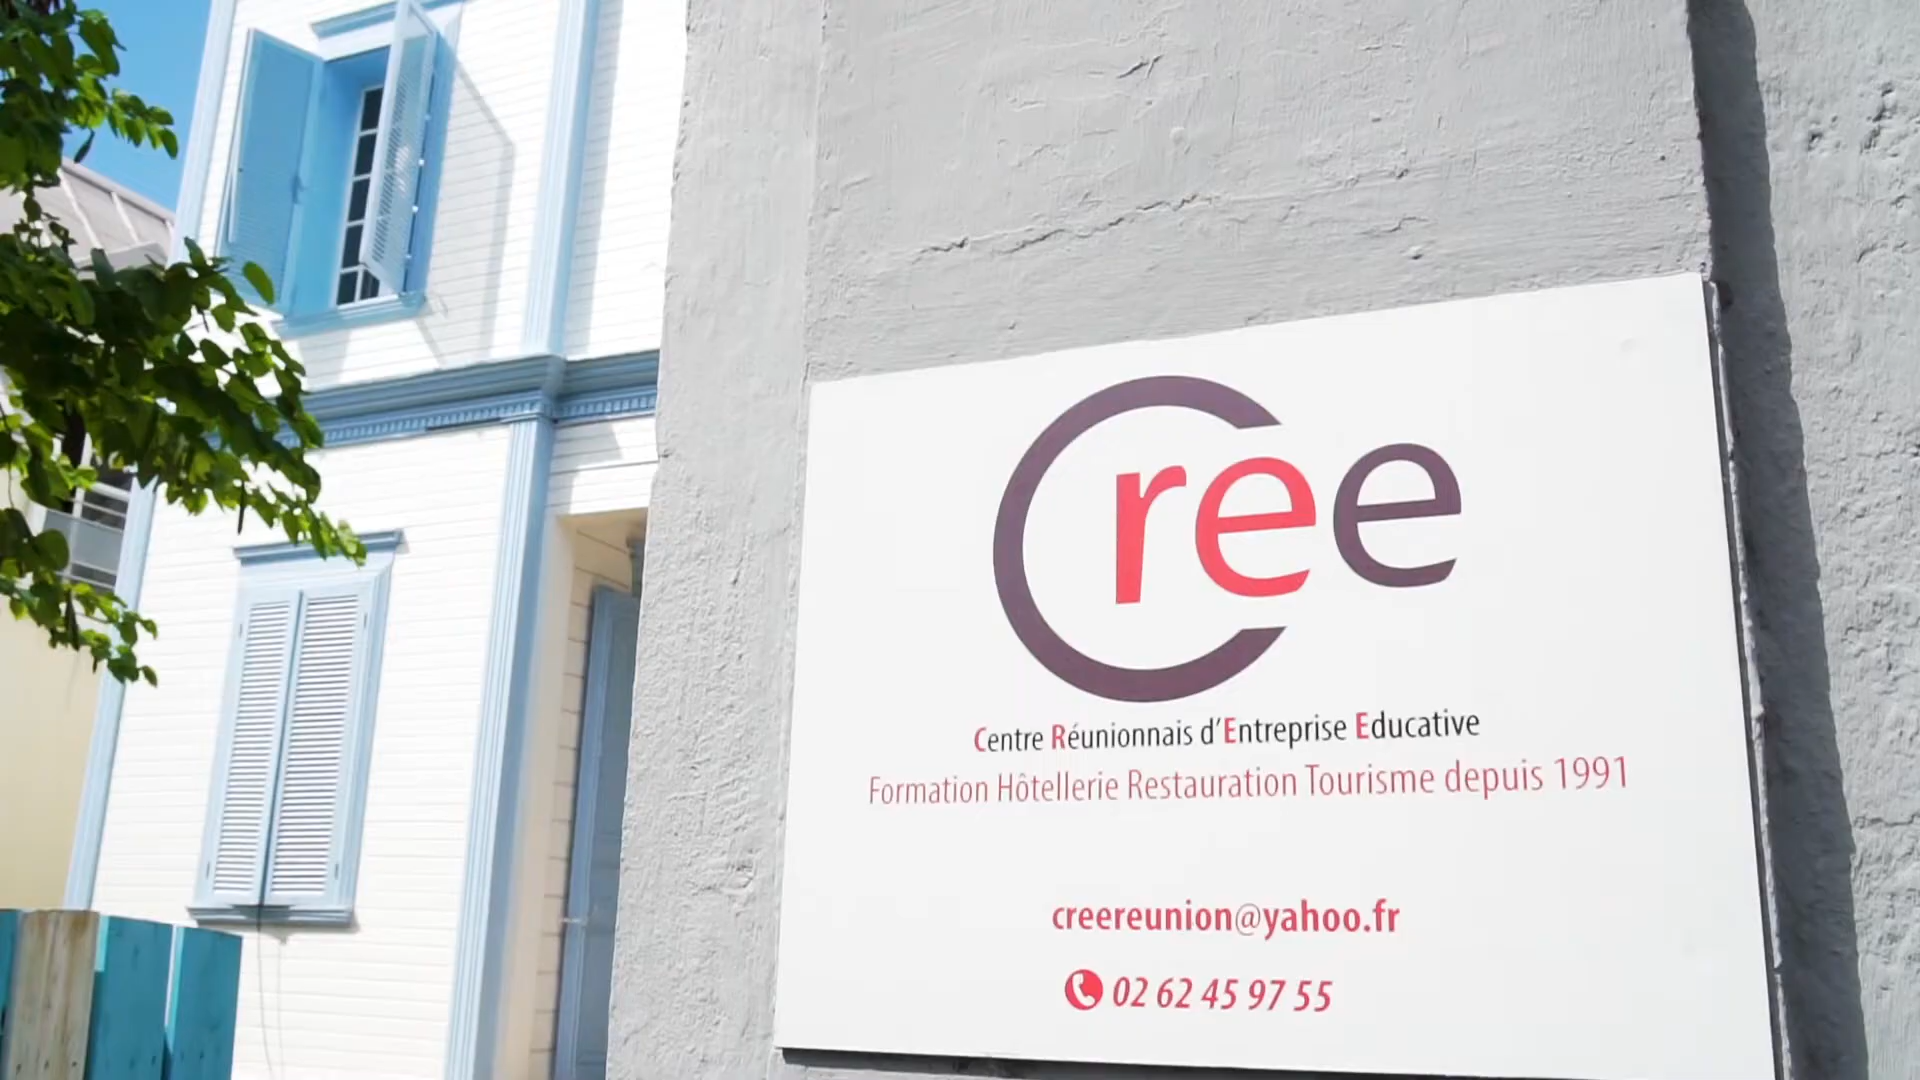 Cree
Centre Réunionnais d'Entreprise Educative
Formation Hôtellerie Restauration Tourisme depuis 1991
creereunion@yahoo.fr
02 62 45 97 55